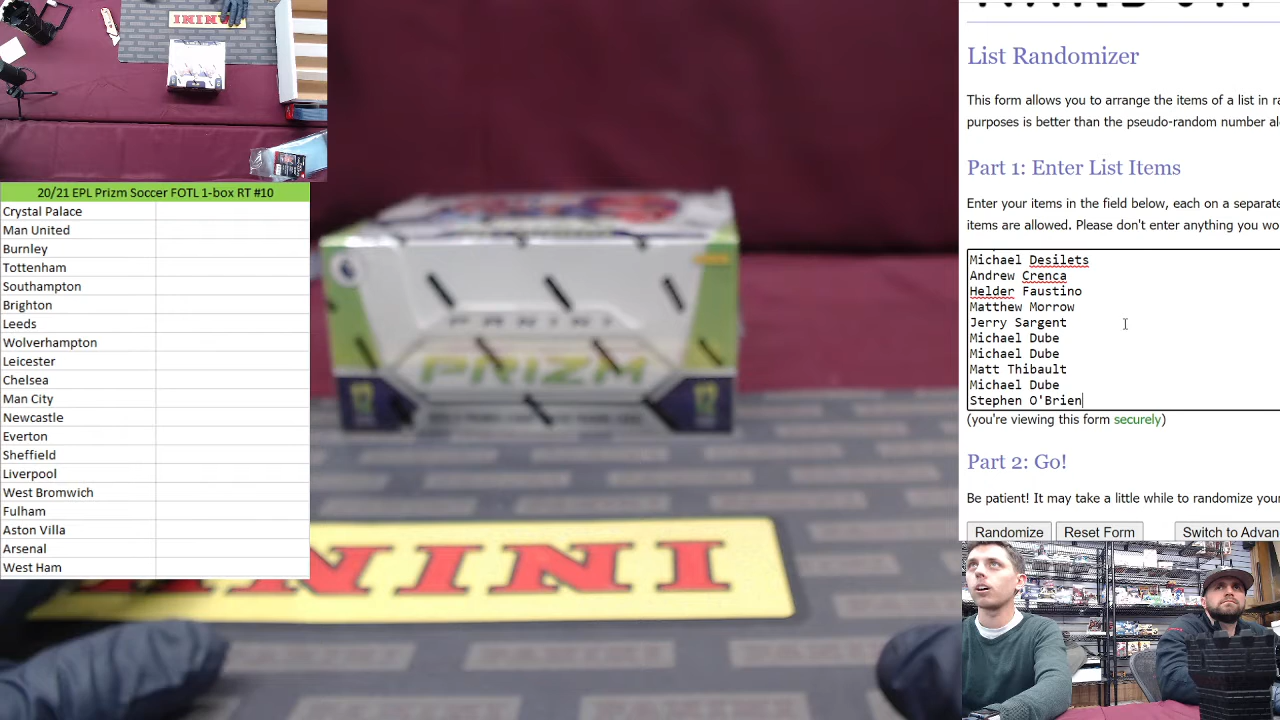 PANINI
20/21 EPL Prizm Soccer FOTL 1-box RT #10
Crystal Palace
Man United
Burnley
Tottenham
Southampton
Brighton
Leeds
Wolverhampton
Leicester
Chelsea
Man City
Newcastle
Everton
Sheffield
Liverpool
West Bromwich
Fulham
Aston Villa
Arsenal
West Ham
PANINI
PRIZM
NINI
List Randomizer
This form allows you to arrange the items of a list in ra
purposes is better than the pseudo-random number al
Part 1: Enter List Items
Enter your items in the field below, each on a separate
items are allowed. Please don't enter anything you wo
Michael Desilets
Andrew Crenca
Helder Faustino
Matthew Morrow
Jerry Sargent
Michael Dube
Michael Dube
Matt Thibault
Michael Dube
Stephen O'Brien
(you're viewing this form securely)
Part 2: Go!
Be patient! It may take a little while to randomize your
Randomize Reset Form Switch to Advan